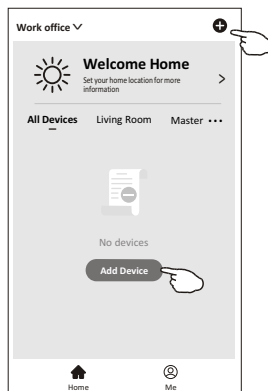 Work office
Welcome Home
Set your home location for more
information
All Devices Living Room Master
No devices
Add Device
Home Me